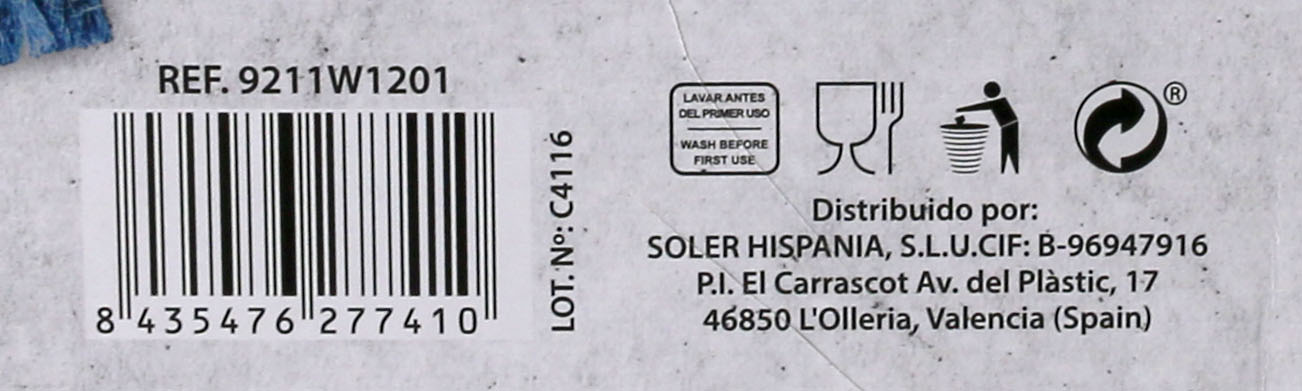 REF. 9211W1201
8 435476 277410
LOT. Nº: C4116
LAVAR ANTES
DEL PRIMER USO
WASH BEFORE
FIRST USE
®
Distribuido por:
SOLER HISPANIA, S.L.U.CIF: B-96947916
P.I. El Carrascot Av. del Plàstic, 17
46850 L'Olleria, Valencia (Spain)